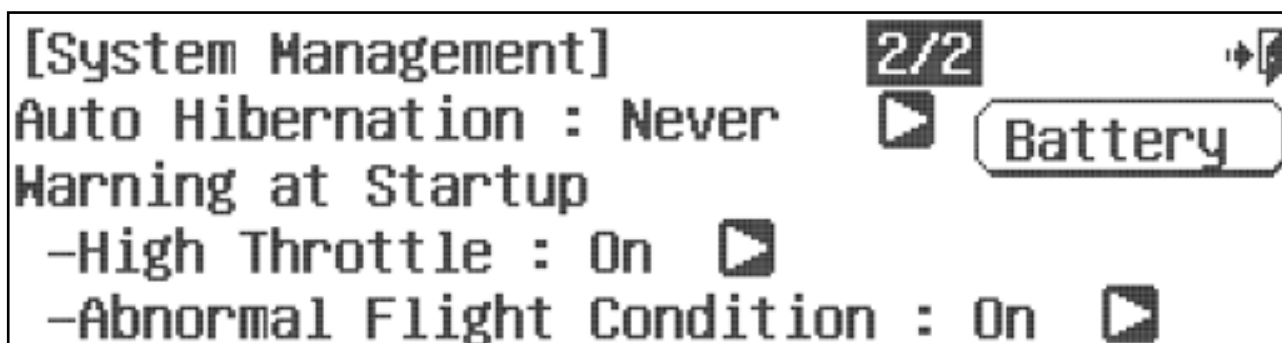 [System Management] 2/2
Auto Hibernation : Never
Battery
Warning at Startup
-High Throttle : On
-Abnormal Flight Condition : On